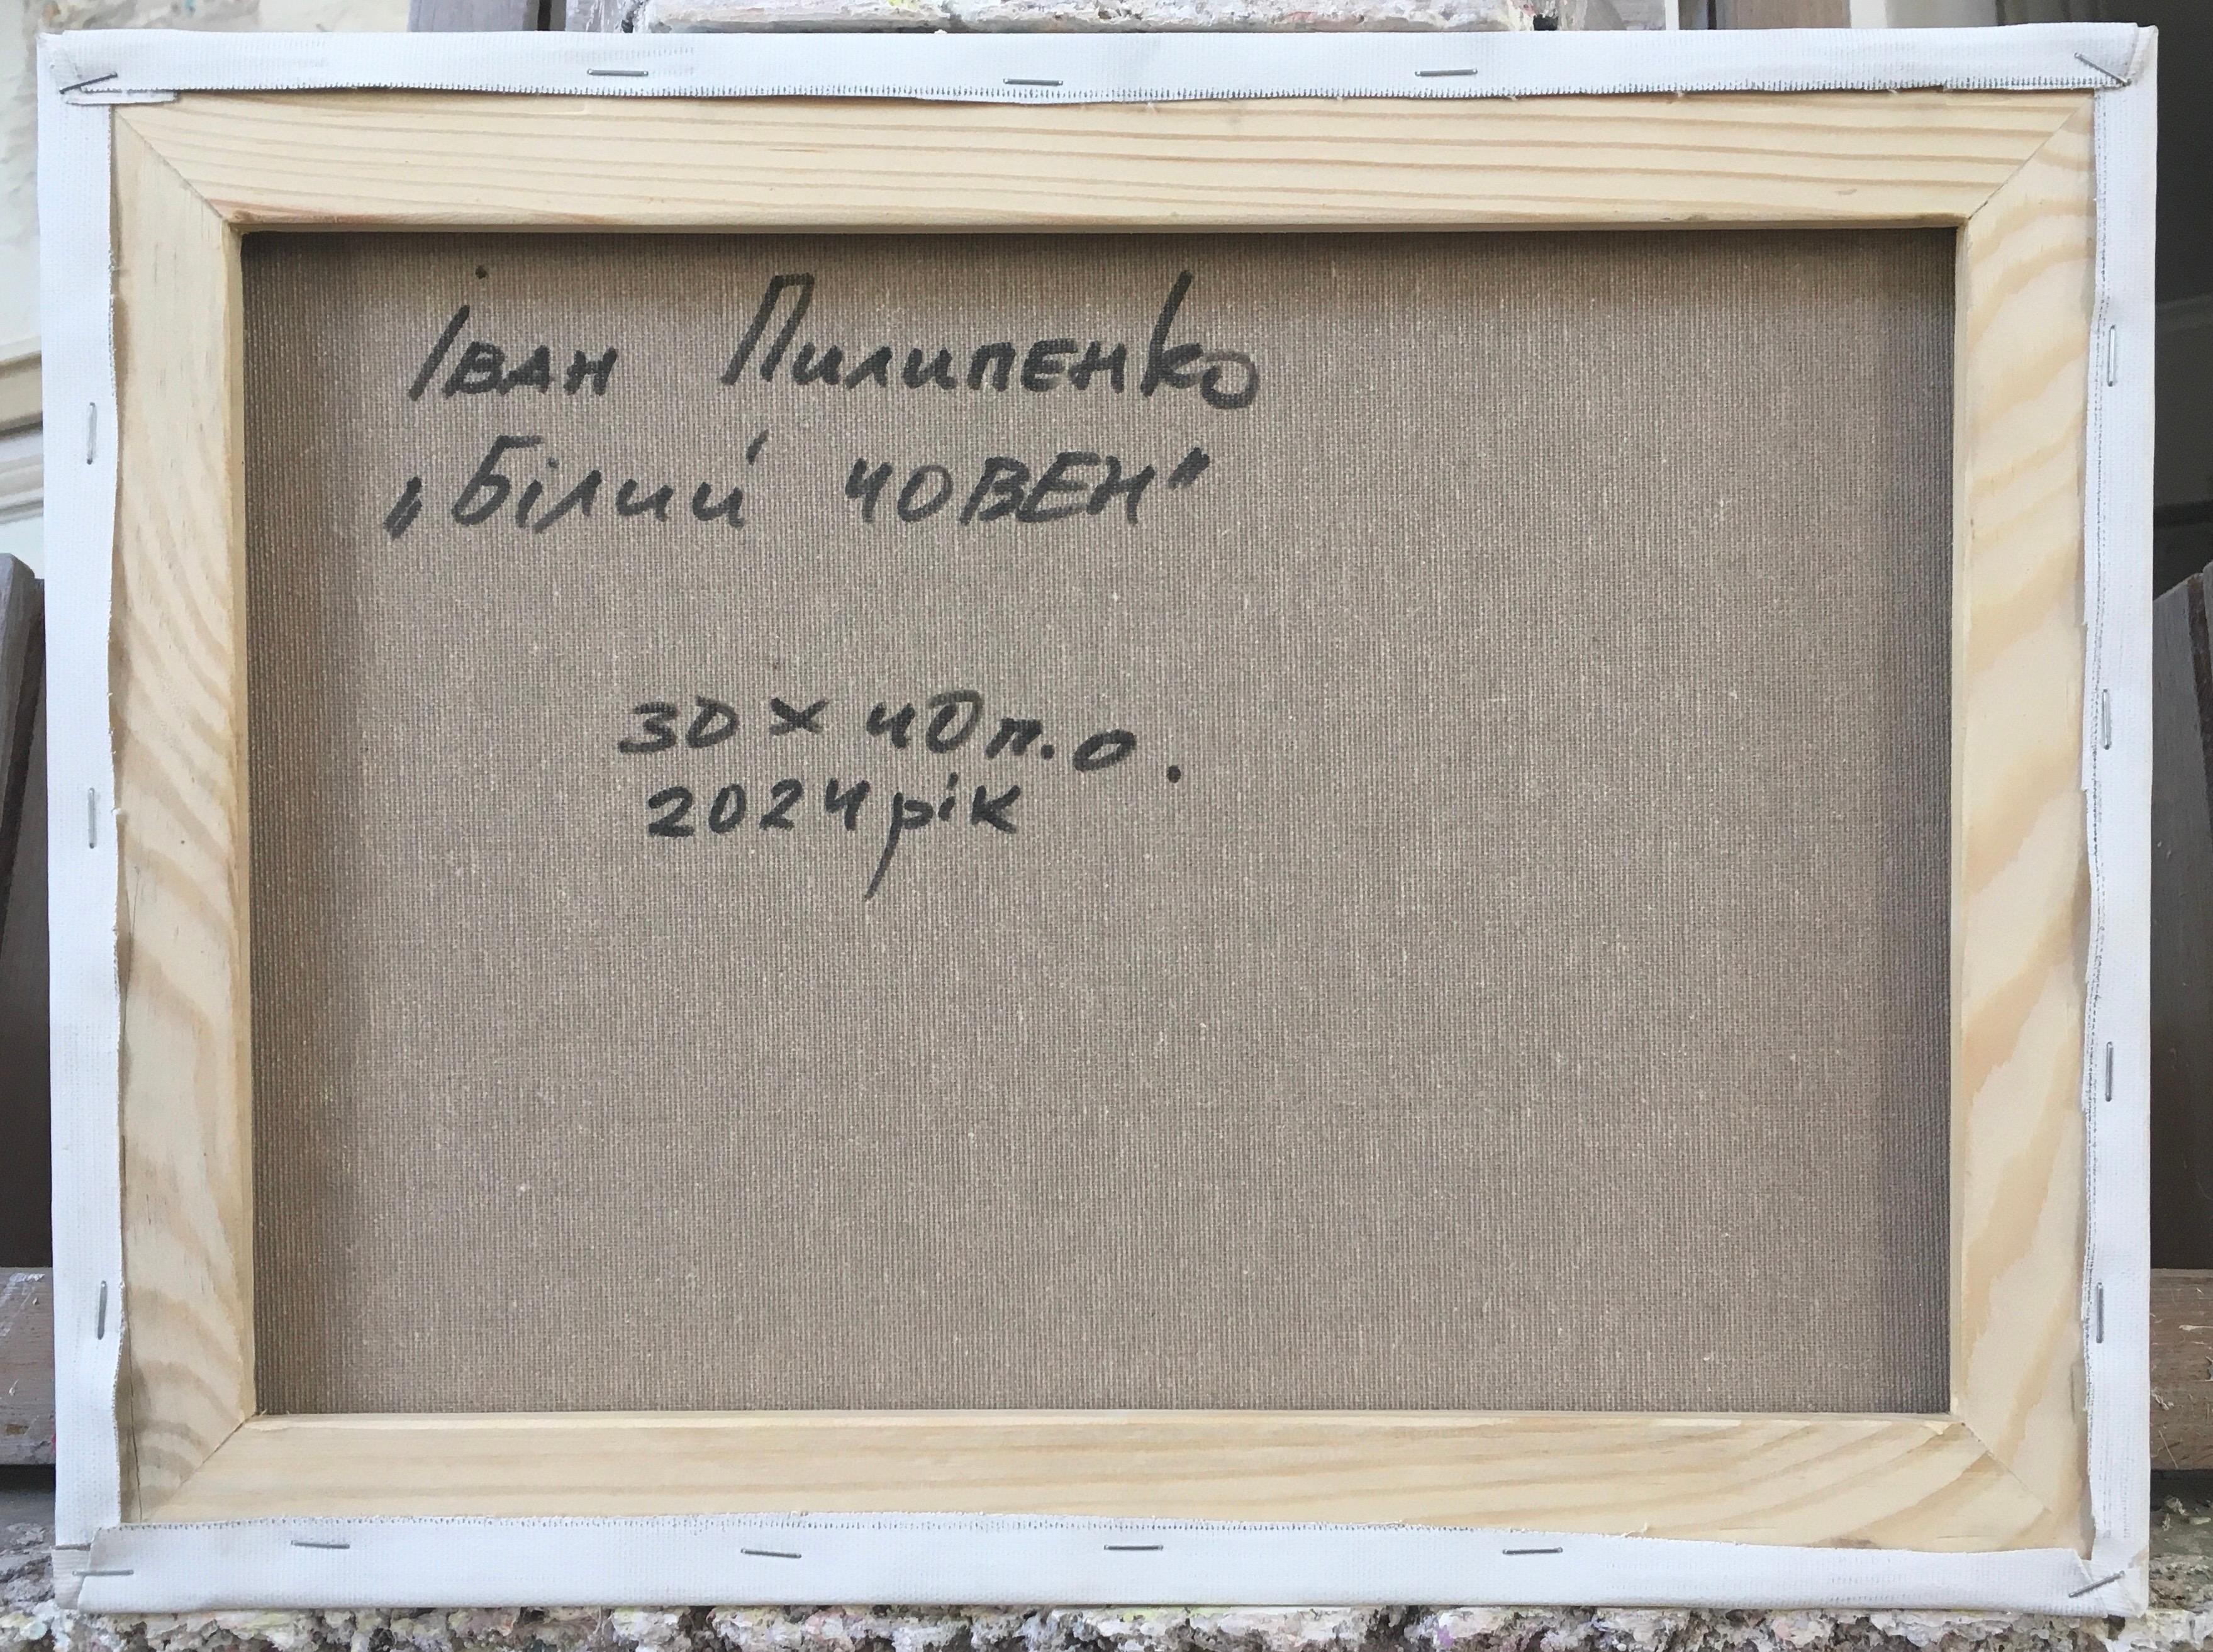 Іван Пилипенко
„Білий човен"
30 х 40 п.о.
2024 рік